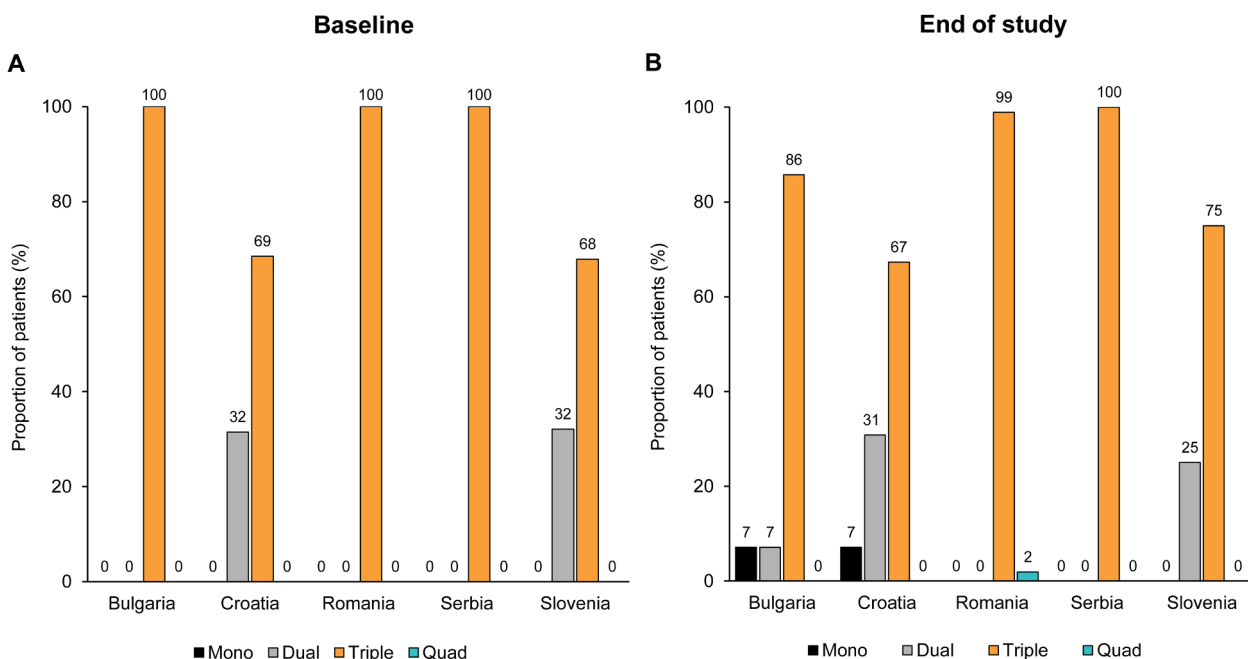 Baseline
A
Proportion of patients (%)
100
80
60
40
20
0
0 0 100 0
0 32 69 0
0 0 100 0
0 0 100 0
0 32 68 0
Bulgaria Croatia Romania Serbia Slovenia
Mono Dual Triple Quad
End of study
B
Proportion of patients (%)
100
80
60
40
20
0
7 7 86 0
7 31 67 0
0 0 99 2
0 0 100 0
0 25 75 0
Bulgaria Croatia Romania Serbia Slovenia
Mono Dual Triple Quad